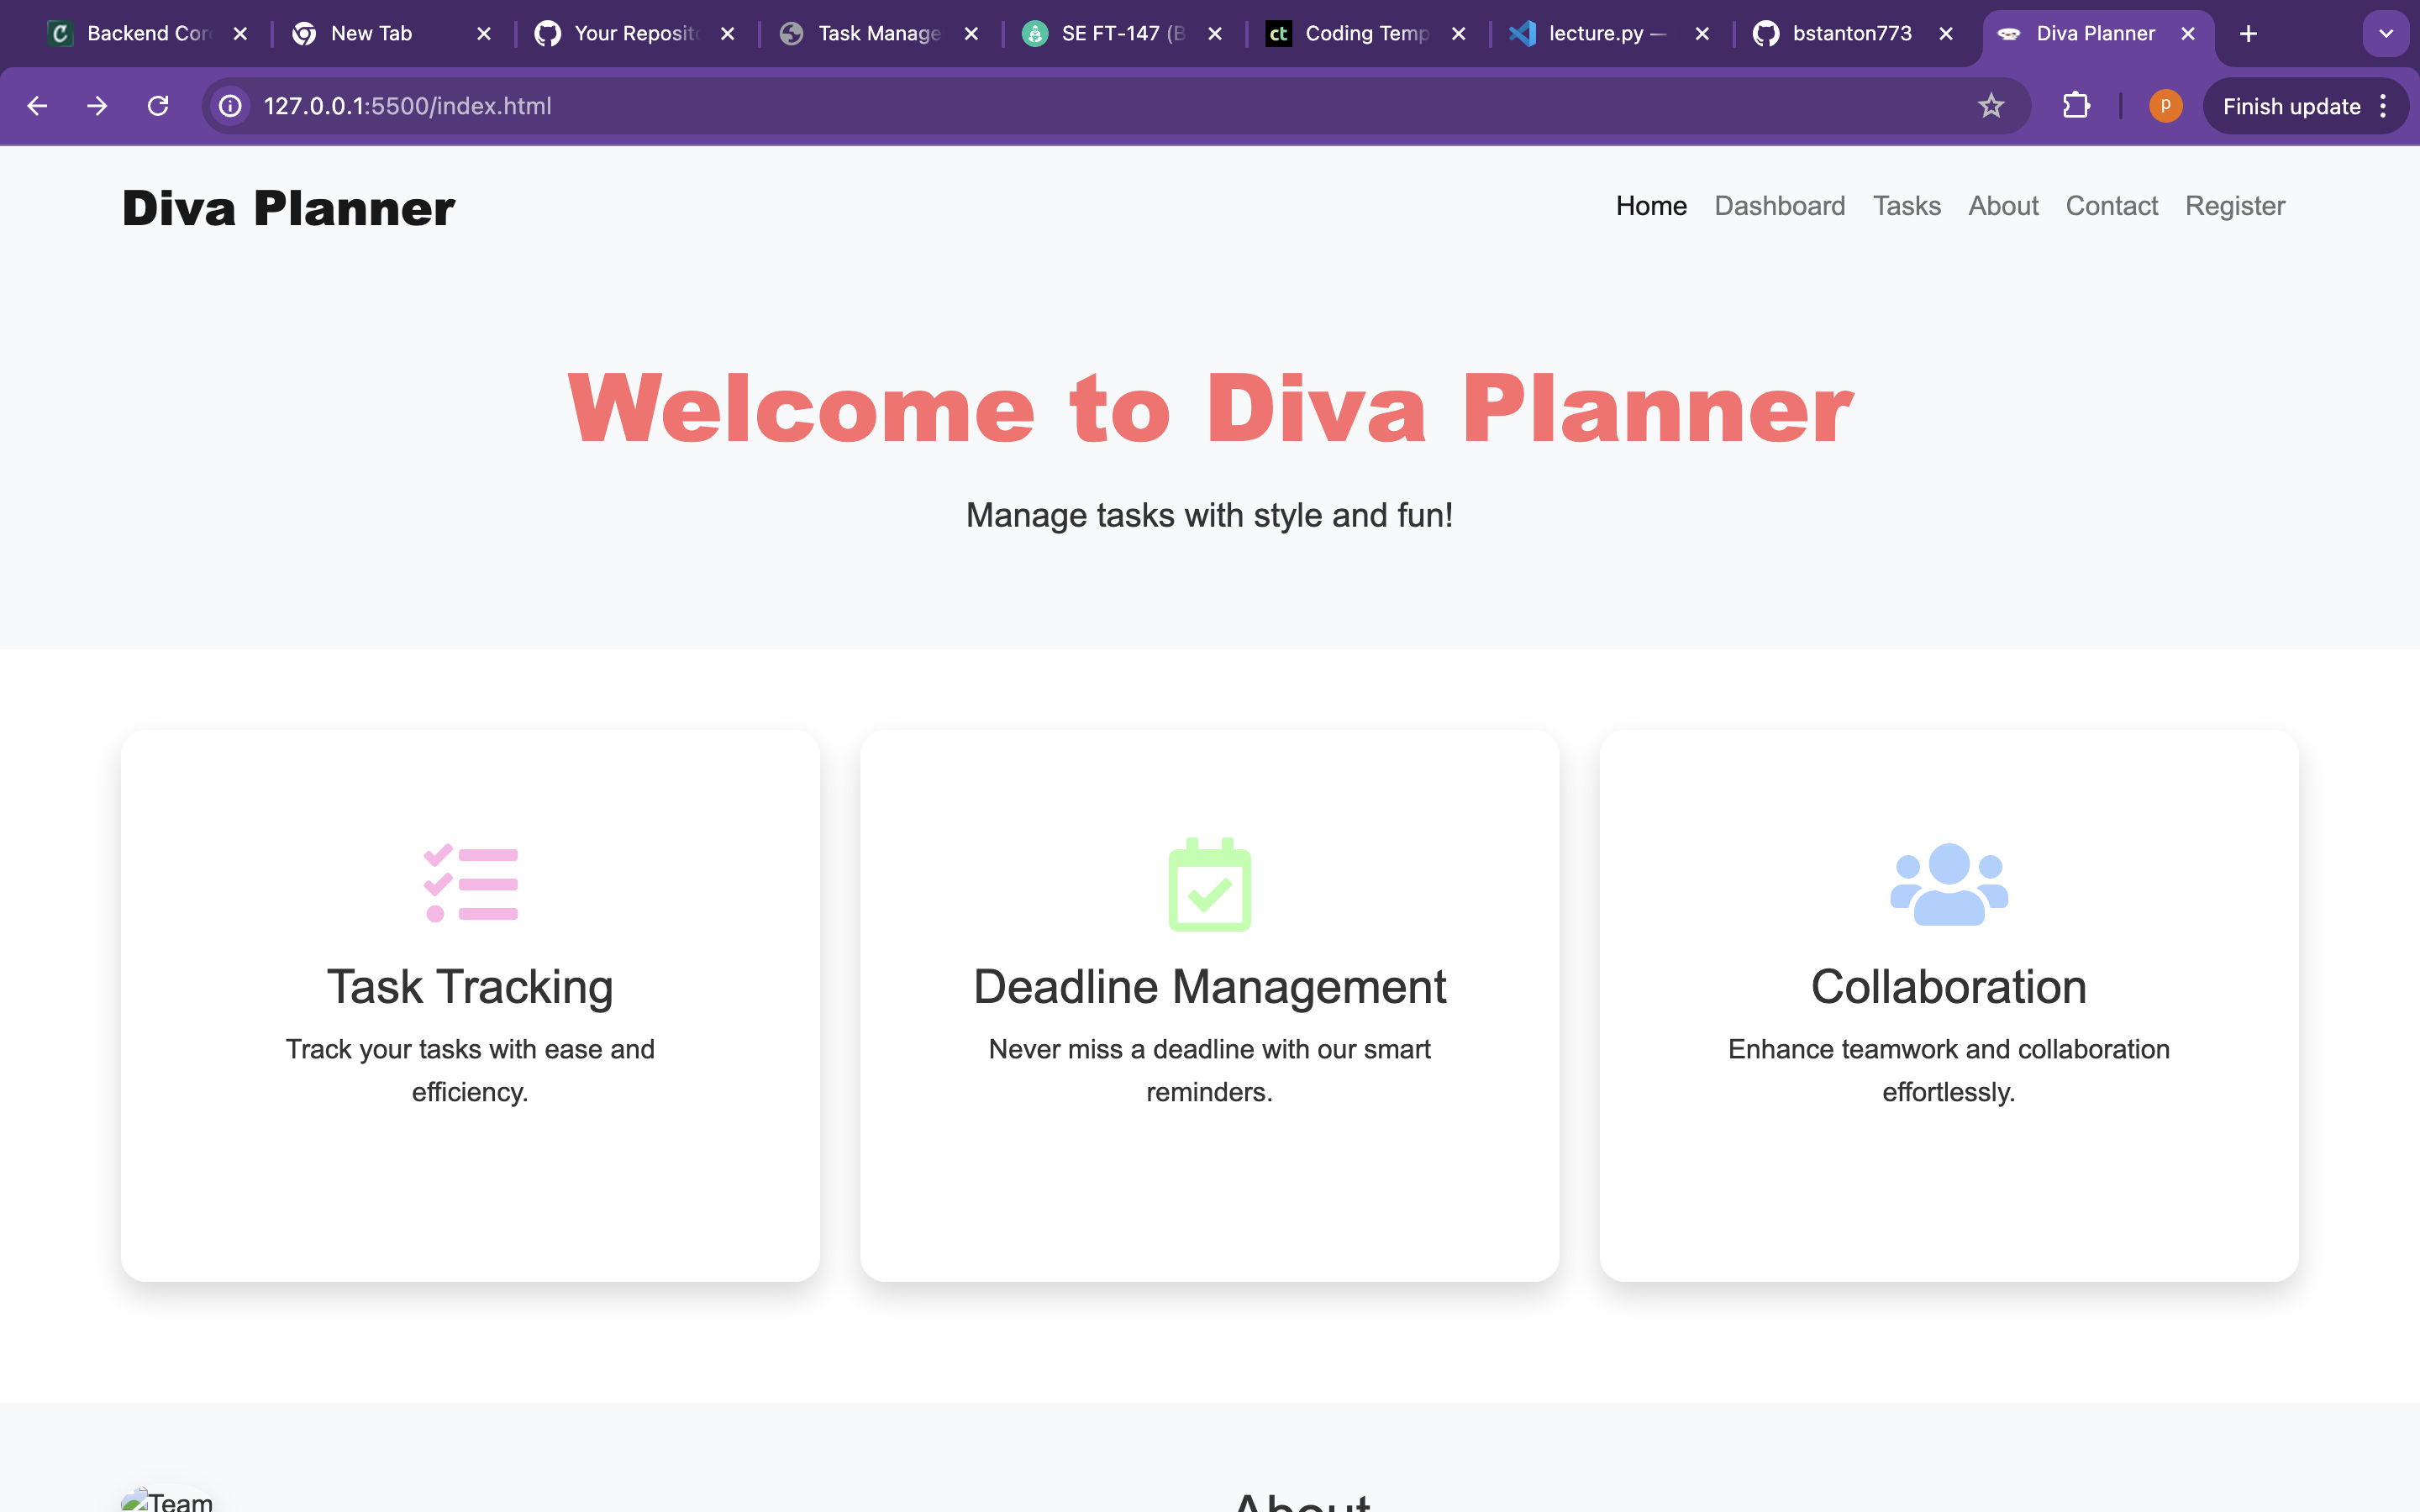 Backend Cor
New Tab
Your Reposit
Task Manage
SE FT-147 (B
ct Coding Temp
lecture.py —
bstanton773
Diva Planner
127.0.0.1:5500/index.html
P
Finish update
Diva Planner
Home Dashboard Tasks About Contact Register
Welcome to Diva Planner
Manage tasks with style and fun!
Task Tracking
Track your tasks with ease and
efficiency.
Deadline Management
Never miss a deadline with our smart
reminders.
Collaboration
Enhance teamwork and collaboration
effortlessly.
Team
About